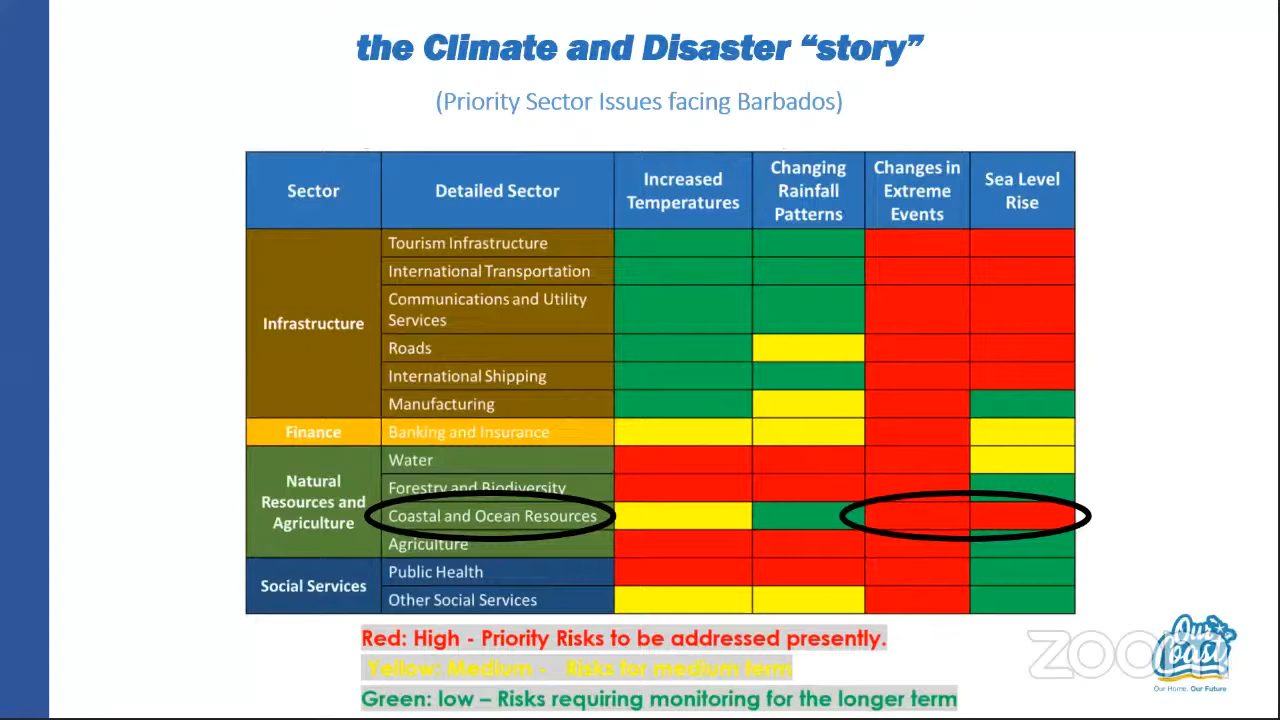 the Climate and Disaster “story”
(Priority Sector Issues facing Barbados)
Sector
Detailed Sector
Increased
Temperatures
Changing
Rainfall
Patterns
Changes in
Extreme
Events
Sea Level
Rise
Infrastructure
Tourism Infrastructure
International Transportation
Communications and Utility
Services
Roads
International Shipping
Manufacturing
Finance
Banking and Insurance
Natural
Resources and
Agriculture
Water
Forestry and Biodiversity
Coastal and Ocean Resources
Agriculture
Social Services
Public Health
Other Social Services
Red: High - Priority Risks to be addressed presently.
Yellow: Medium - Risks for medium term
Green: low – Risks requiring monitoring for the longer term
zoom
Our
Coast
Our Home. Our Future